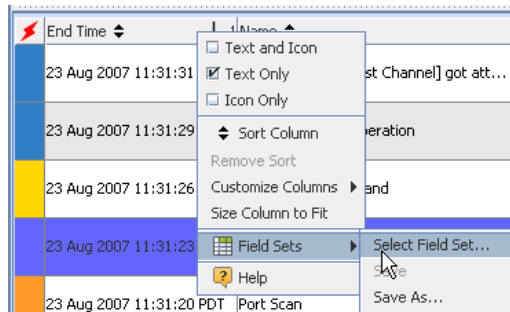 End Time 1 Name
Text and Icon
23 Aug 2007 11:31:31 Text Only st Channel] got att...
Icon Only
23 Aug 2007 11:31:29 Sort Column eration
Remove Sort
23 Aug 2007 11:31:26 Customize Columns and
Size Column to Fit
23 Aug 2007 11:31:23 Field Sets Select Field Set...
Help Save
23 Aug 2007 11:31:20 PDT Port Scan Save As...